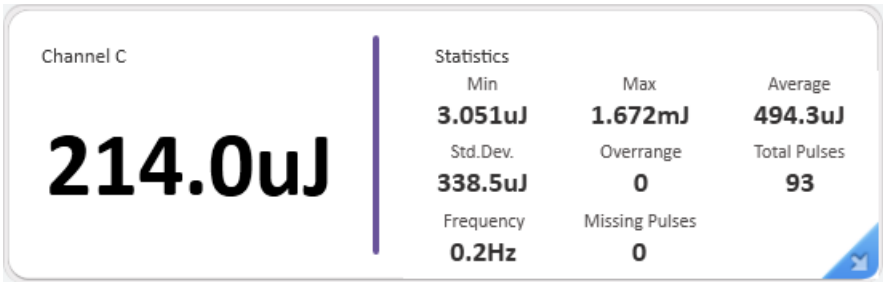 Channel C
214.0uJ
Statistics
Min Max Average
3.051uJ 1.672mJ 494.3uJ
Std.Dev. Overrange Total Pulses
338.5uJ 0 93
Frequency Missing Pulses
0.2Hz 0